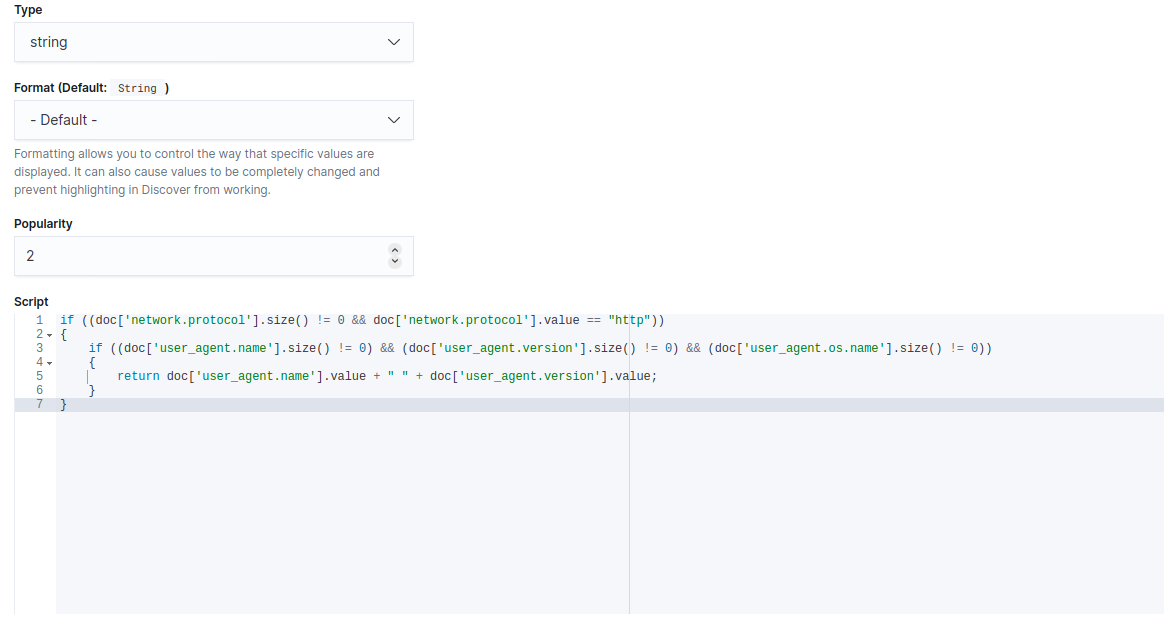 Type
string
Format (Default: String )
- Default -
Formatting allows you to control the way that specific values are
displayed. It can also cause values to be completely changed and
prevent highlighting in Discover from working.
Popularity
2
Script
1 if ((doc['network.protocol'].size() != 0 && doc['network.protocol'].value == "http"))
2 {
3     if ((doc['user_agent.name'].size() != 0) && (doc['user_agent.version'].size() != 0) && (doc['user_agent.os.name'].size() != 0))
4     {
5         return doc['user_agent.name'].value + " " + doc['user_agent.version'].value;
6     }
7 }